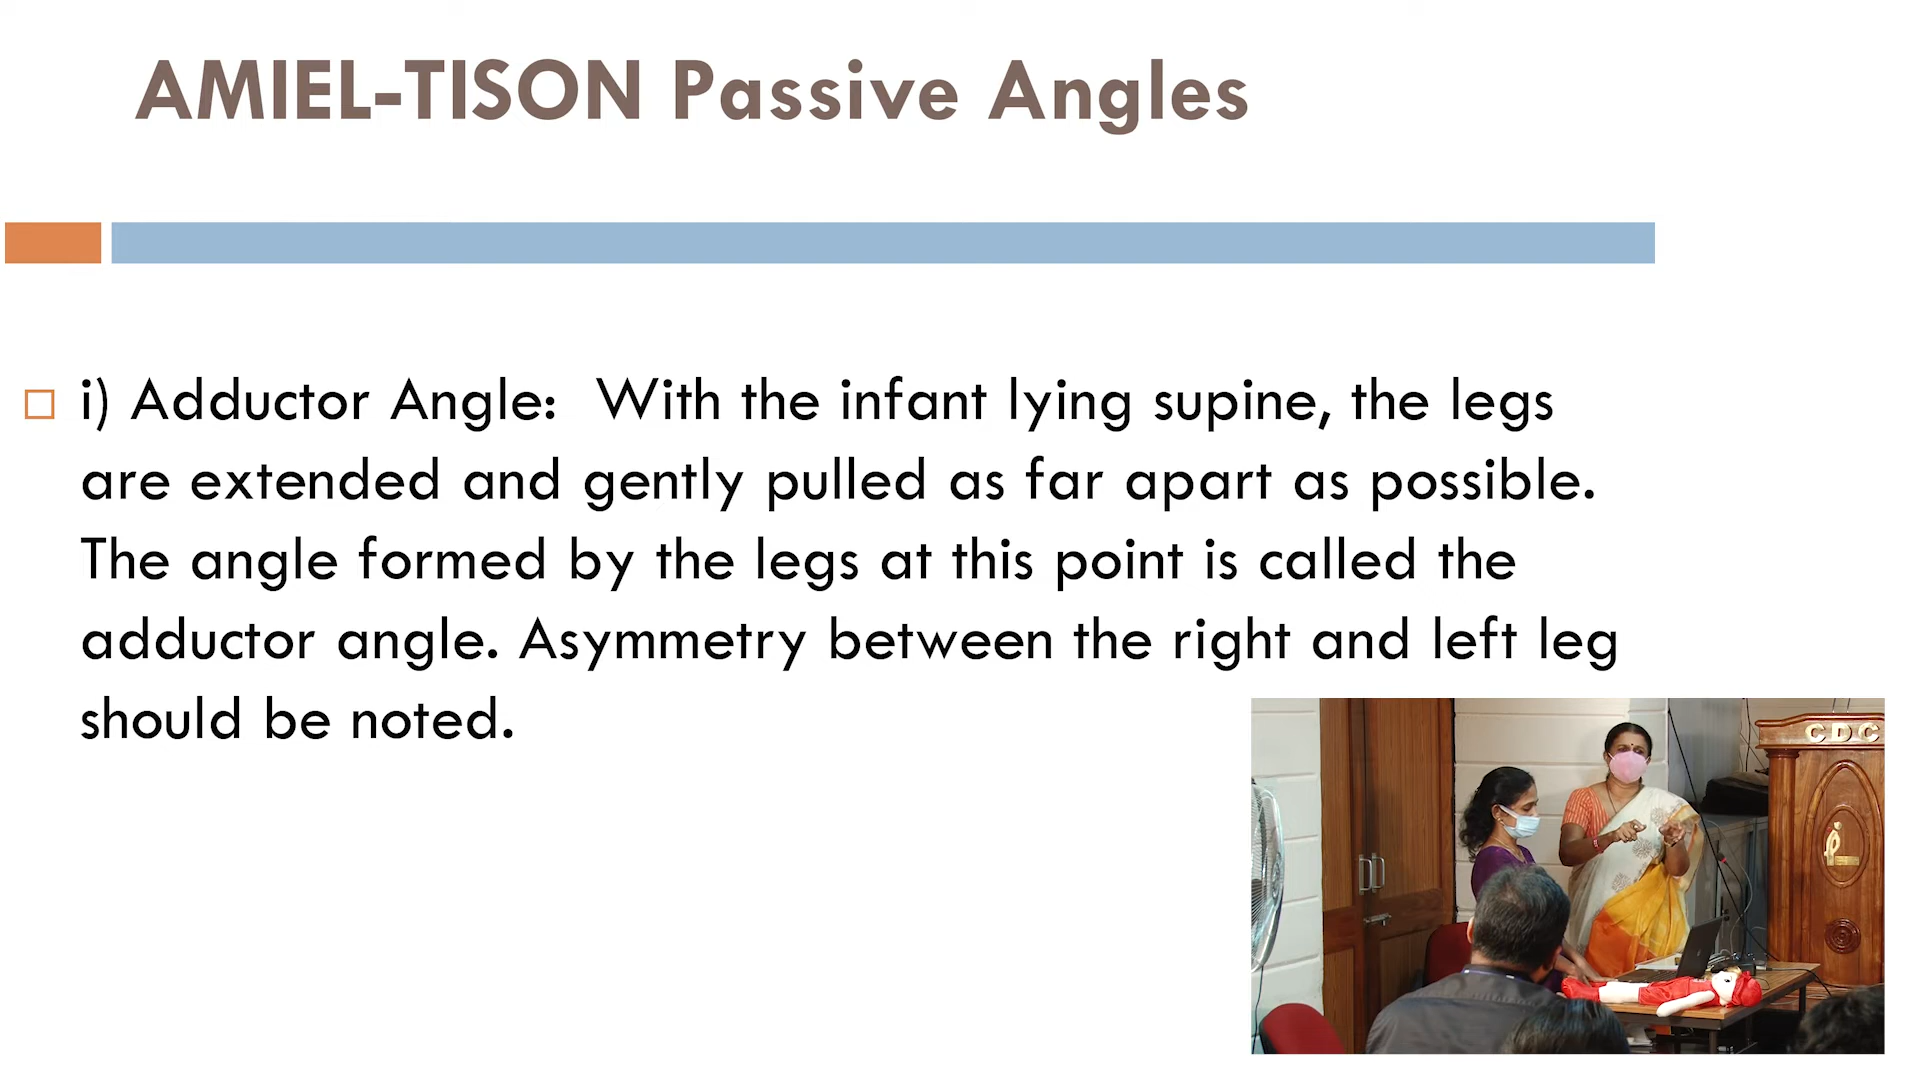 AMIEL-TISON Passive Angles
i) Adductor Angle:  With the infant lying supine, the legs
are extended and gently pulled as far apart as possible.
The angle formed by the legs at this point is called the
adductor angle. Asymmetry between the right and left leg
should be noted.
CDC